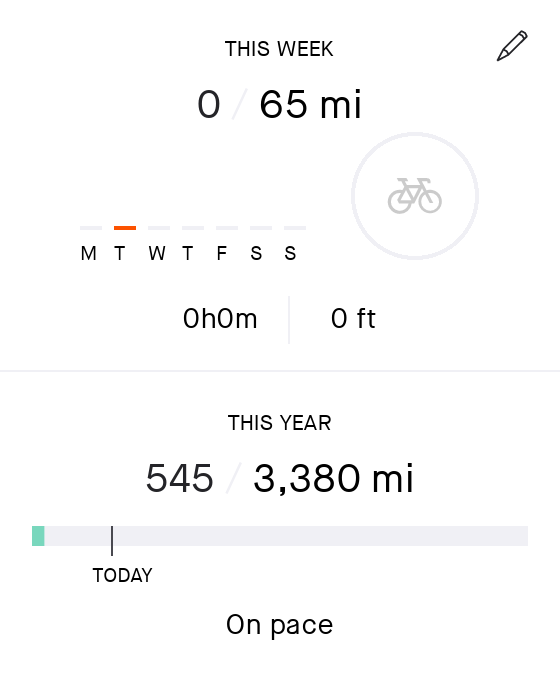 THIS WEEK
0 / 65 mi
M T W T F S S
0h0m
0 ft
THIS YEAR
545 / 3,380 mi
TODAY
On pace